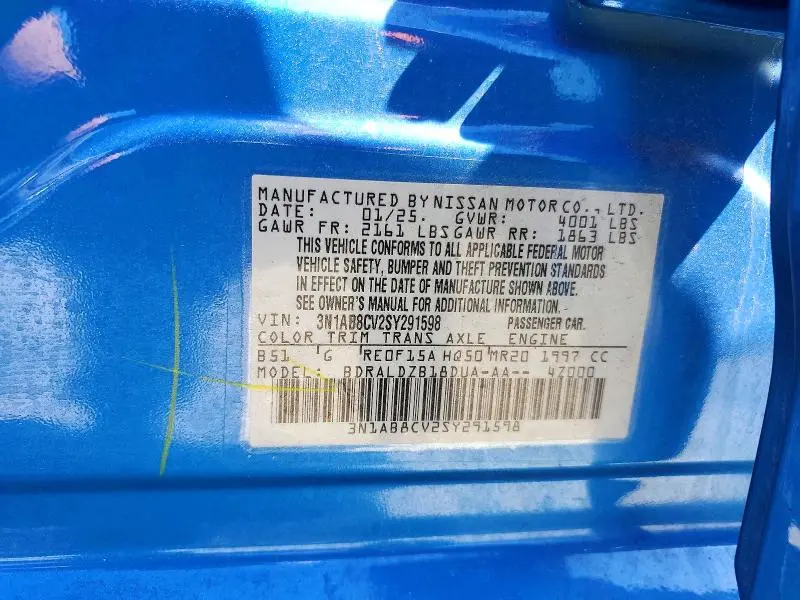 MANUFACTURED BY NISSAN MOTOR CO., LTD.
DATE: 01/25. GVWR: 4001 LBS
GAWR FR: 2161 LBS GAWR RR: 1863 LBS
THIS VEHICLE CONFORMS TO ALL APPLICABLE FEDERAL MOTOR
VEHICLE SAFETY, BUMPER AND THEFT PREVENTION STANDARDS
IN EFFECT ON THE DATE OF MANUFACTURE SHOWN ABOVE.
SEE OWNER'S MANUAL FOR ADDITIONAL INFORMATION.
VIN: 3N1AB8CV2SY291598 PASSENGER CAR.
COLOR TRIM TRANS AXLE ENGINE
B51 G RE0F15A HQ50 MR20 1997 CC
MODEL: BDRALDZB18DUA-AA-- 4Z000
3N1AB8CV2SY291598